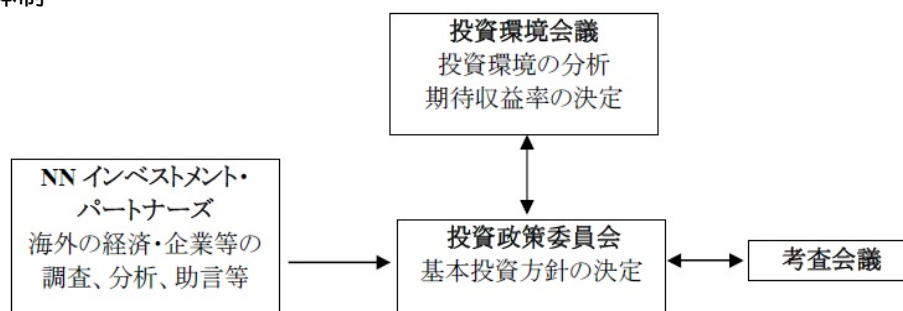 投資環境会議
投資環境の分析
期待収益率の決定
NN インベストメント・
パートナーズ
海外の経済・企業等の
調査、分析、助言等
投資政策委員会
基本投資方針の決定
考査会議